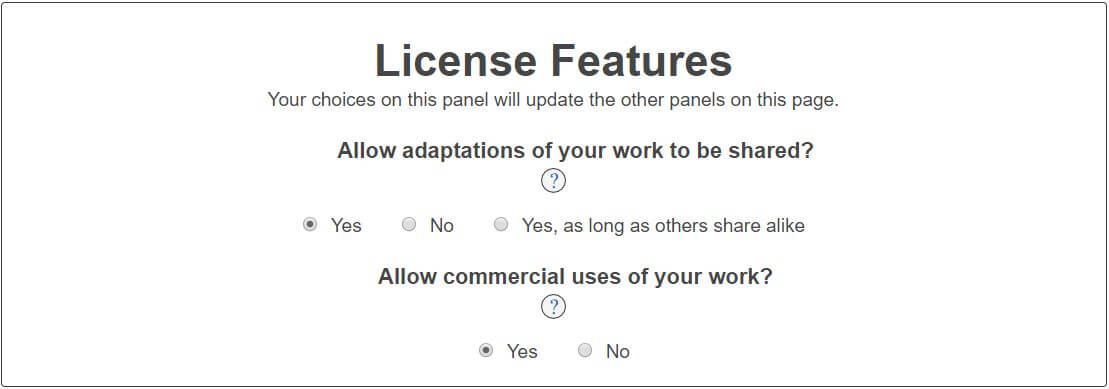 License Features
Your choices on this panel will update the other panels on this page.
Allow adaptations of your work to be shared?
?
Yes No Yes, as long as others share alike
Allow commercial uses of your work?
?
Yes No